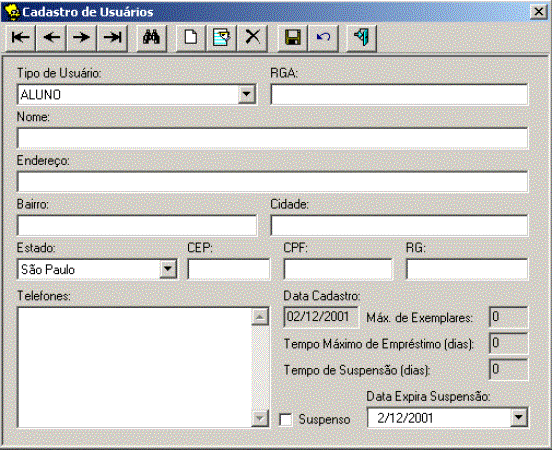 Cadastro de Usuários
Tipo de Usuário:
RGA:
ALUNO
Nome:
Endereço:
Bairro:
Cidade:
Estado:
CEP:
CPF:
RG:
São Paulo
Telefones:
Data Cadastro:
02/12/2001
Máx. de Exemplares:
0
Tempo Máximo de Empréstimo (dias):
0
Tempo de Suspensão (dias):
0
Data Expira Suspensão:
Suspenso
2/12/2001